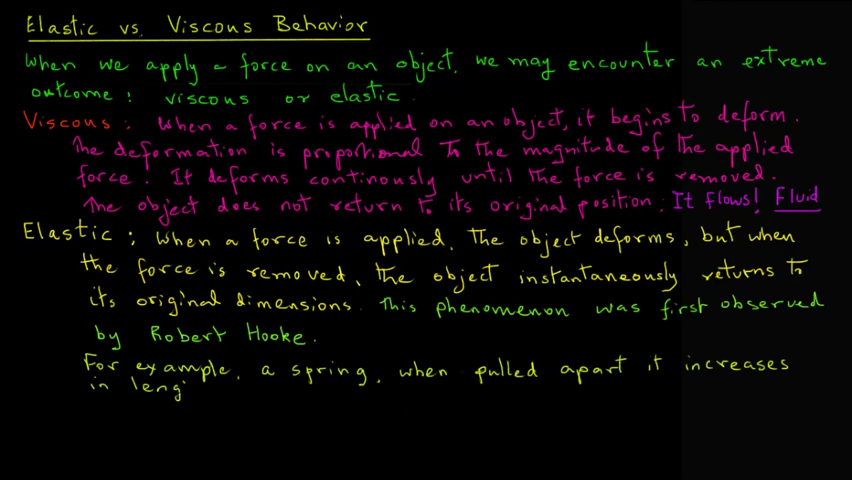 Elastic vs. Viscous Behavior
When we apply a force on an object, we may encounter an extreme
outcome: viscous or elastic.
Viscous: When a force is applied on an object, it begins to deform.
The deformation is proportional to the magnitude of the applied
force. It deforms continously until the force is removed.
The object does not return to its original position. It flows! Fluid
Elastic: When a force is applied, the object deforms, but when
the force is removed, the object instantaneously returns to
its original dimensions. This phenomenon was first observed
by Robert Hooke.
For example, a spring, when pulled apart it increases
in leng